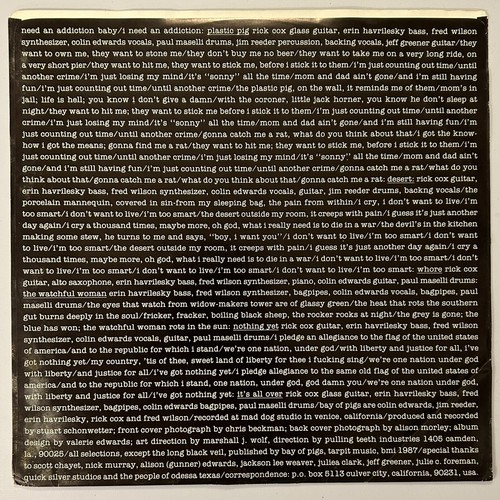 need an addiction baby/i need an addiction: plastic pig rick cox glass guitar, erin havrilesky bass, fred wilson
synthesizer, colin edwards vocals, paul maselli drums, jim reeder percussion, backing vocals, jeff greener guitar/they
want to own me, they want to stone me/they don't buy me no beer/they want to take me on a very long ride, on
a very short pier/they want to hit me, they want to stick me, before i stick it to them/i'm just counting out time/until
another crime/i'm just losing my mind/it's "sonny" all the time/mom and dad ain't gone/and i'm still having
fun/i'm just counting out time/until another crime/the plastic pig, on the wall, it reminds me of them/mom's in
jail; life is hell; you know i don't give a damn/with the coroner, little jack horner, you know he don't sleep at
night/they want to hit me; they want to stick me before i stick it to them/i'm just counting out time/until another
crime/i'm just losing my mind/it's "sonny" all the time/mom and dad ain't gone/and i'm still having fun/i'm
just counting out time/until another crime/gonna catch me a rat, what do you think about that/i got the know-
how i got the means; gonna find me a rat/they want to hit me; they want to stick me, before i stick it to them/i'm
just counting out time/until another crime/i'm just losing my mind/it's "sonny" all the time/mom and dad ain't
gone/and i'm still having fun/i'm just counting out time/until another crime/gonna catch me a rat/what do you
think about that/gonna catch me a rat/what do you think about that/gonna catch me a rat: desert; rick cox guitar,
erin havrilesky bass, fred wilson synthesizer, colin edwards vocals, guitar, jim reeder drums, backng vocals/the
porcelain mannequin, covered in sin-from my sleeping bag, the pain from within/i cry, i don't want to live/i'm
too smart/i don't want to live/i'm too smart/the desert outside my room, it creeps with pain/i guess it's just another
day again/i cry a thousand times, maybe more, oh god, what i really need is to die in a war/the devil's in the kitchen
making some stew, he turns to me and says, "boy, i want you"/i don't want to live/i'm too smart/i don't want
to live/i'm too smart/the desert outside my room, it creeps with pain/i guess it's just another day again/i cry a
thousand times, maybe more, oh god, what i really need is to die in a war/i don't want to live/i'm too smart/i don't
want to live/i'm too smart/i don't want to live/i'm too smart/i don't want to live/i'm too smart: whore rick cox
guitar, alto saxophone, erin havrilesky bass, fred wilson synthesizer, piano, colin edwards guitar, paul maselli drums:
the watchful woman erin havrilesky bass, fred wilson synthesizer, bagpipes, colin edwards vocals, bagpipes, paul
maselli drums/the eyes that watch from widow-makers tower are of glassy green/the heat that rots the southern
gut burns deeply in the soul/fricker, fracker, boiling black sheep, the rocker rocks at night/the grey is gone; the
blue has won; the watchful woman rots in the sun: nothing yet rick cox guitar, erin havrilesky bass, fred wilson
synthesizer, colin edwards vocals, guitar, paul maselli drums/i pledge an allegiance to the flag of the united states
of america/and to the republic for which i stand/we're one nation, under god/with liberty and justice for all, i've
got nothing yet/my country, 'tis of thee, sweet land of liberty for thee i fucking sing/we're one nation under god
with liberty/and justice for all/i've got nothing yet/i pledge allegiance to the same old flag of the united states of
america/and to the republic for which i stand, one nation, under god, god damn you/we're one nation under god,
with liberty and justice for all/i've got nothing yet: it's all over rick cox glass guitar, erin havrilesky bass, fred
wilson synthesizer, bagpipes, colin edwards bagpipes, paul maselli drums/bay of pigs are colin edwards, jim reeder,
erin havrilesky, rick cox and fred wilson/recorded at mad dog studio in venice, california/produced and recorded
by stuart schonwetter; front cover photograph by chris beekman; back cover photograph by alison morley; album
design by valerie edwards; art direction by marshall j. wolf, direction by pulling teeth industries 1405 camden,
la., 90025/all selections, except the long black veil, published by bay of pigs, tarpit music, bmi 1987/special thanks
to scott chayet, nick murray, alison (gunner) edwards, jackson lee weaver, juliea clark, jeff greener, julie c. foreman,
quick silver studios and the people of odessa texas/correspondence: p.o. box 5113 culver city, california, 90231, usa.